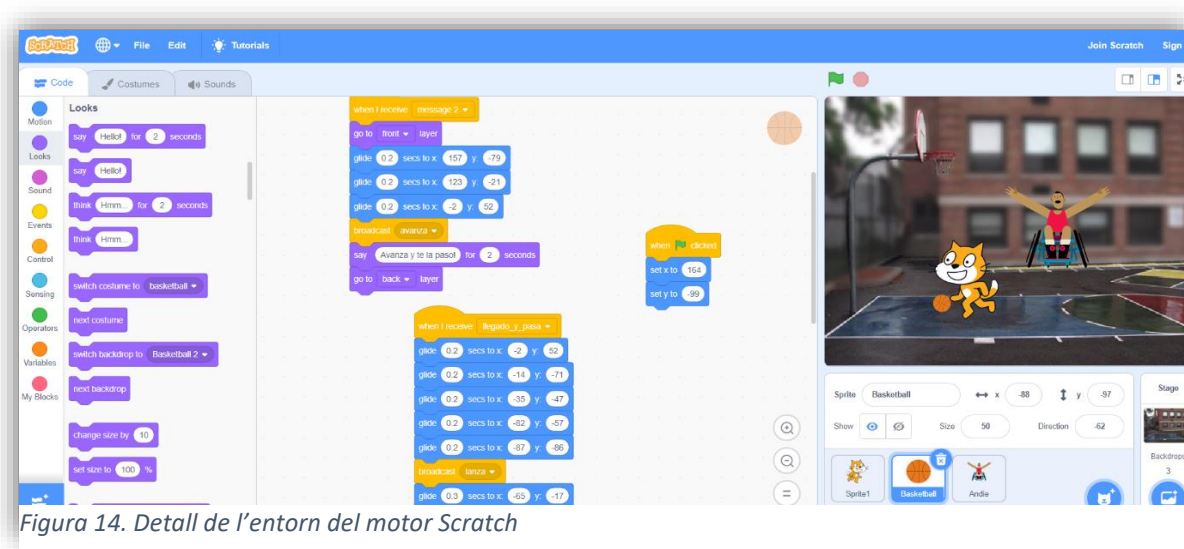 SCRATCH File Edit Tutorials Join Scratch Sign
Code Costumes Sounds
Motion
Looks
Sound
Events
Control
Sensing
Operators
Variables
My Blocks
Looks
say Hello! for 2 seconds
say Hello!
think Hmm... for 2 seconds
think Hmm...
switch costume to basketball
next costume
switch backdrop to Basketball 2
next backdrop
change size by 10
set size to 100 %
when I receive message 2
go to front layer
glide 0.2 secs to x: 157 y: -79
glide 0.2 secs to x: 123 y: -21
glide 0.2 secs to x: -2 y: 52
broadcast avanza
say Avanza y te la paso! for 2 seconds
go to back layer
when I receive llegado_y_pasa
glide 0.2 secs to x: -2 y: 52
glide 0.2 secs to x: -14 y: -71
glide 0.2 secs to x: -35 y: -47
glide 0.2 secs to x: -82 y: -57
glide 0.2 secs to x: -87 y: -86
broadcast lanza
glide 0.3 secs to x: -65 y: -17
when clicked
set x to 164
set y to -99
Sprite Basketball x -88 y -97
Show Size 50 Direction -62
Sprite1 Basketball Andie
Stage
Backdrops
3
Figura 14. Detall de l'entorn del motor Scratch